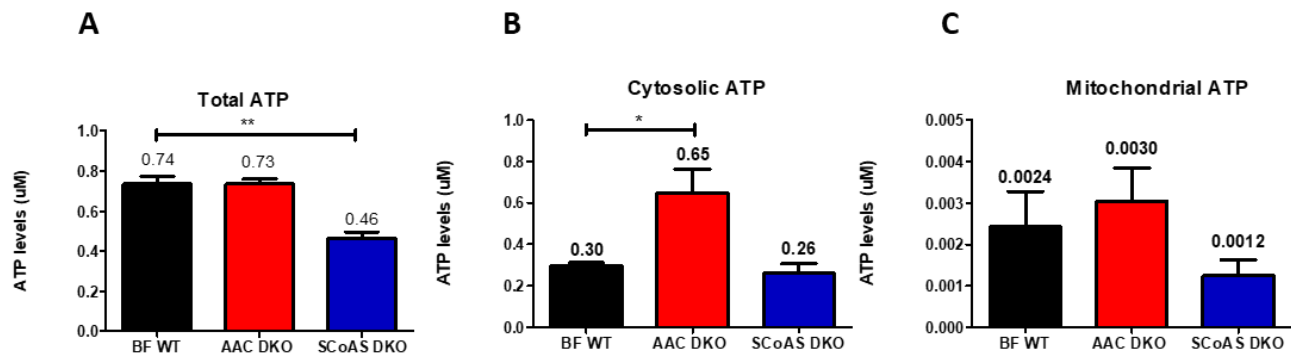 A
Total ATP
**
ATP levels (uM)
1.0
0.8
0.6
0.4
0.2
0.0
0.74
0.73
0.46
BF WT
AAC DKO
SCoAS DKO
B
Cytosolic ATP
*
ATP levels (uM)
1.0
0.8
0.6
0.4
0.2
0.0
0.30
0.65
0.26
BF WT
AAC DKO
SCoAS DKO
C
Mitochondrial ATP
ATP levels (uM)
0.005
0.004
0.003
0.002
0.001
0.000
0.0024
0.0030
0.0012
BF WT
AAC DKO
SCoAS DKO